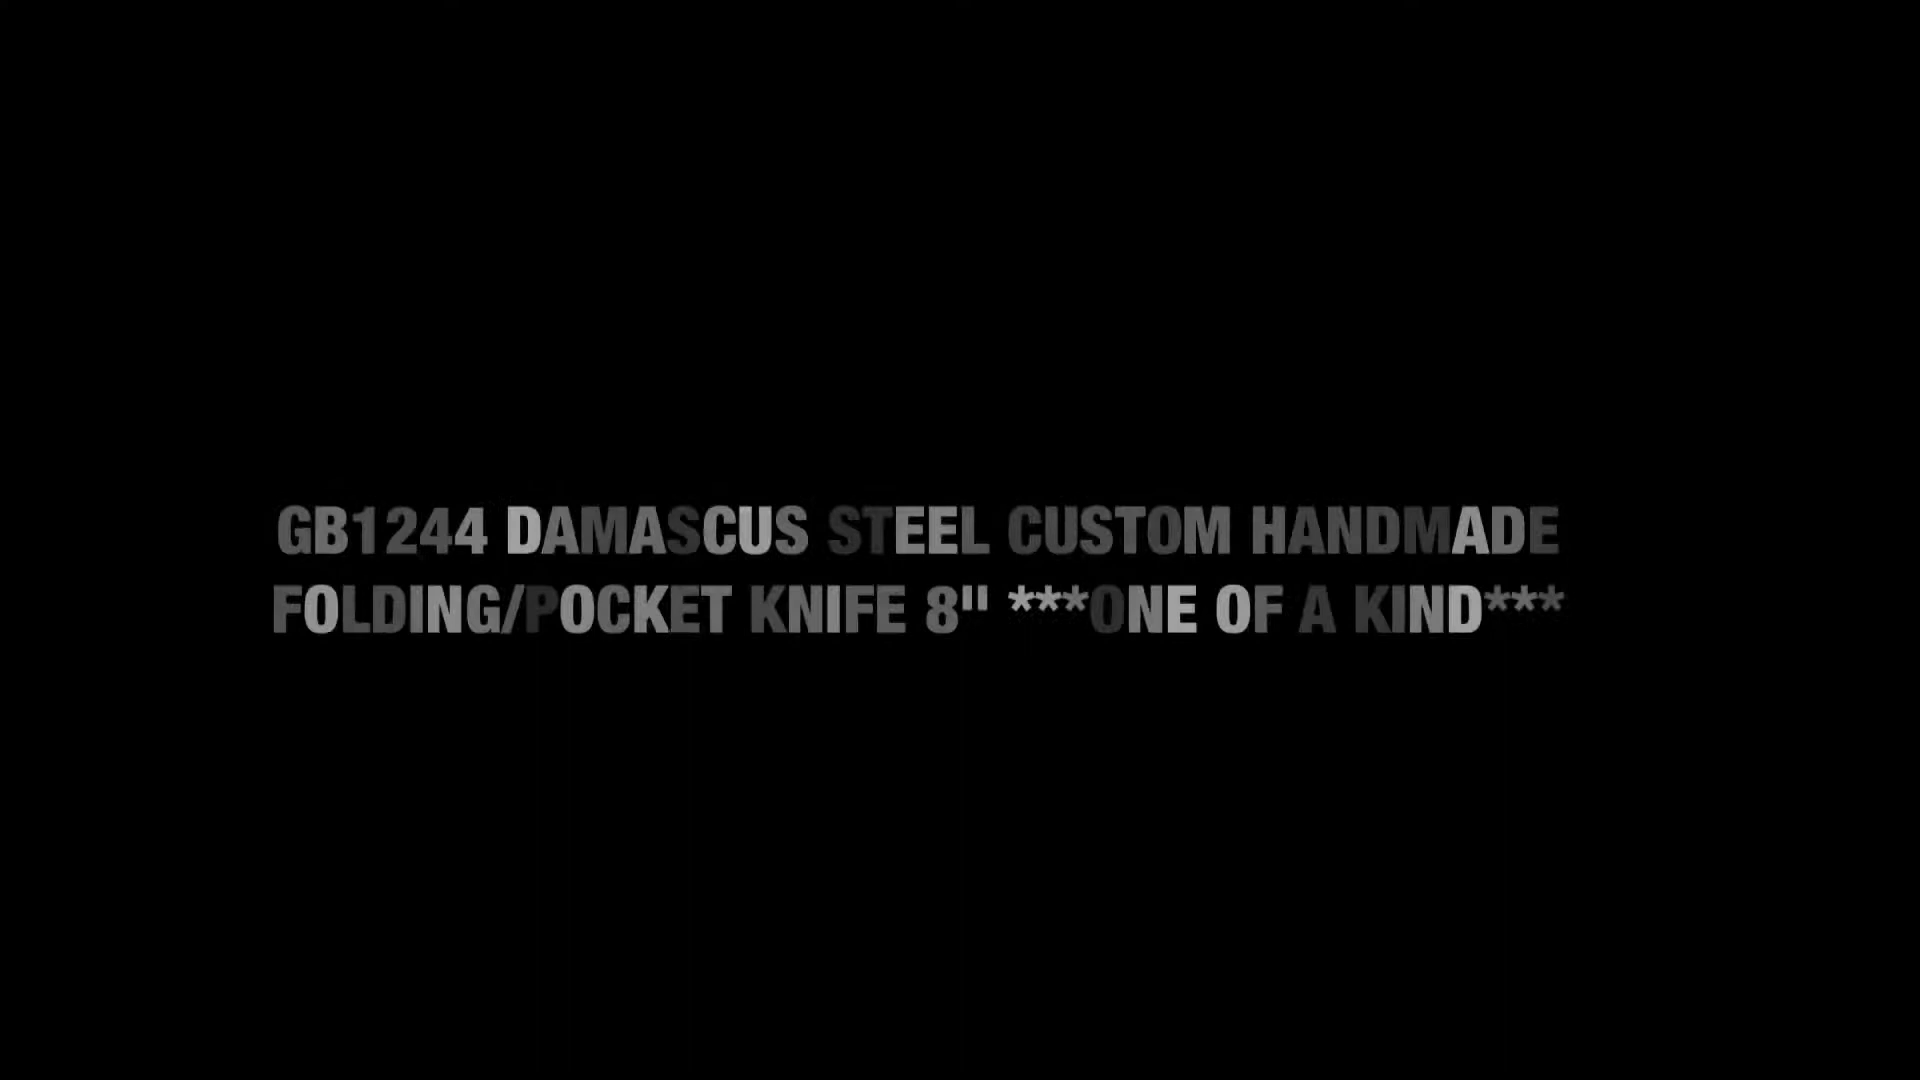 GB1244 DAMASCUS STEEL CUSTOM HANDMADE
FOLDING/POCKET KNIFE 8" ***ONE OF A KIND***